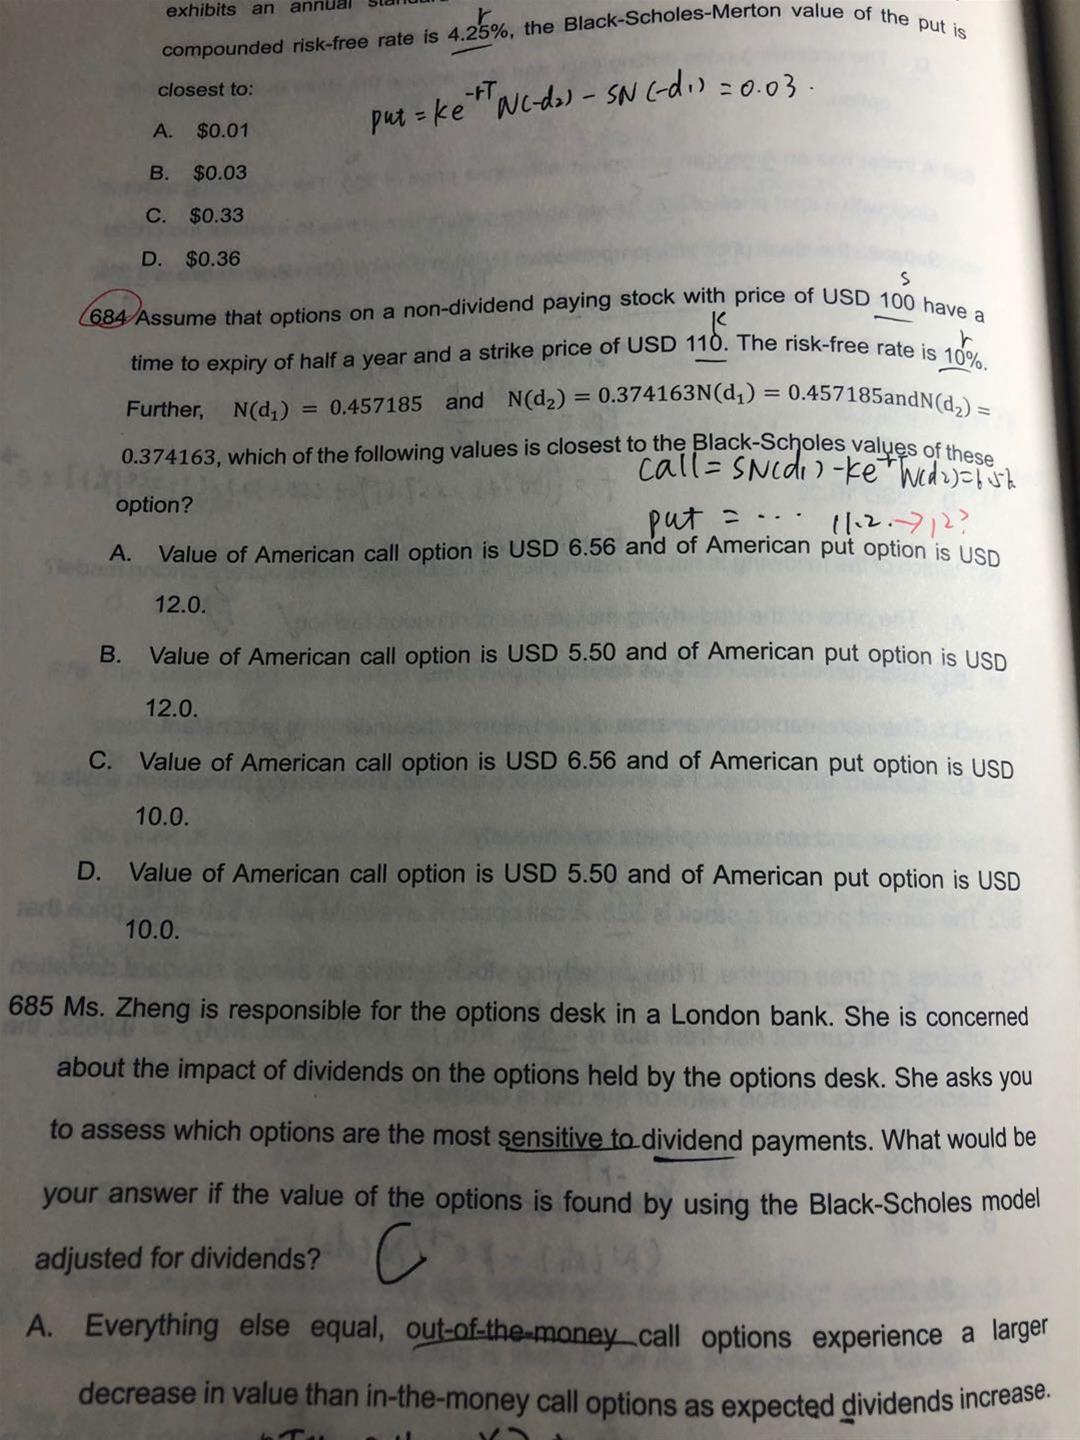 exhibits an annual
compounded risk-free rate is 4.25%, the Black-Scholes-Merton value of the put is
r
closest to:
put = ke^-rT N(-d2) - SN(-d1) = 0.03.
A. $0.01
B. $0.03
C. $0.33
D. $0.36
S
684 Assume that options on a non-dividend paying stock with price of USD 100 have a
K
r
time to expiry of half a year and a strike price of USD 110. The risk-free rate is 10%.
Further, N(d₁) = 0.457185 and N(d₂) = 0.374163N(d₁) = 0.457185andN(d₂) =
0.374163, which of the following values is closest to the Black-Scholes values of these
call = SN(d1) - ke
option?
put = ... 11.2. →12?
A. Value of American call option is USD 6.56 and of American put option is USD
12.0.
B. Value of American call option is USD 5.50 and of American put option is USD
12.0.
C. Value of American call option is USD 6.56 and of American put option is USD
10.0.
D. Value of American call option is USD 5.50 and of American put option is USD
10.0.
685 Ms. Zheng is responsible for the options desk in a London bank. She is concerned
about the impact of dividends on the options held by the options desk. She asks you
to assess which options are the most sensitive to dividend payments. What would be
your answer if the value of the options is found by using the Black-Scholes model
adjusted for dividends? C
A. Everything else equal, out-of-the-money call options experience a larger
decrease in value than in-the-money call options as expected dividends increase.